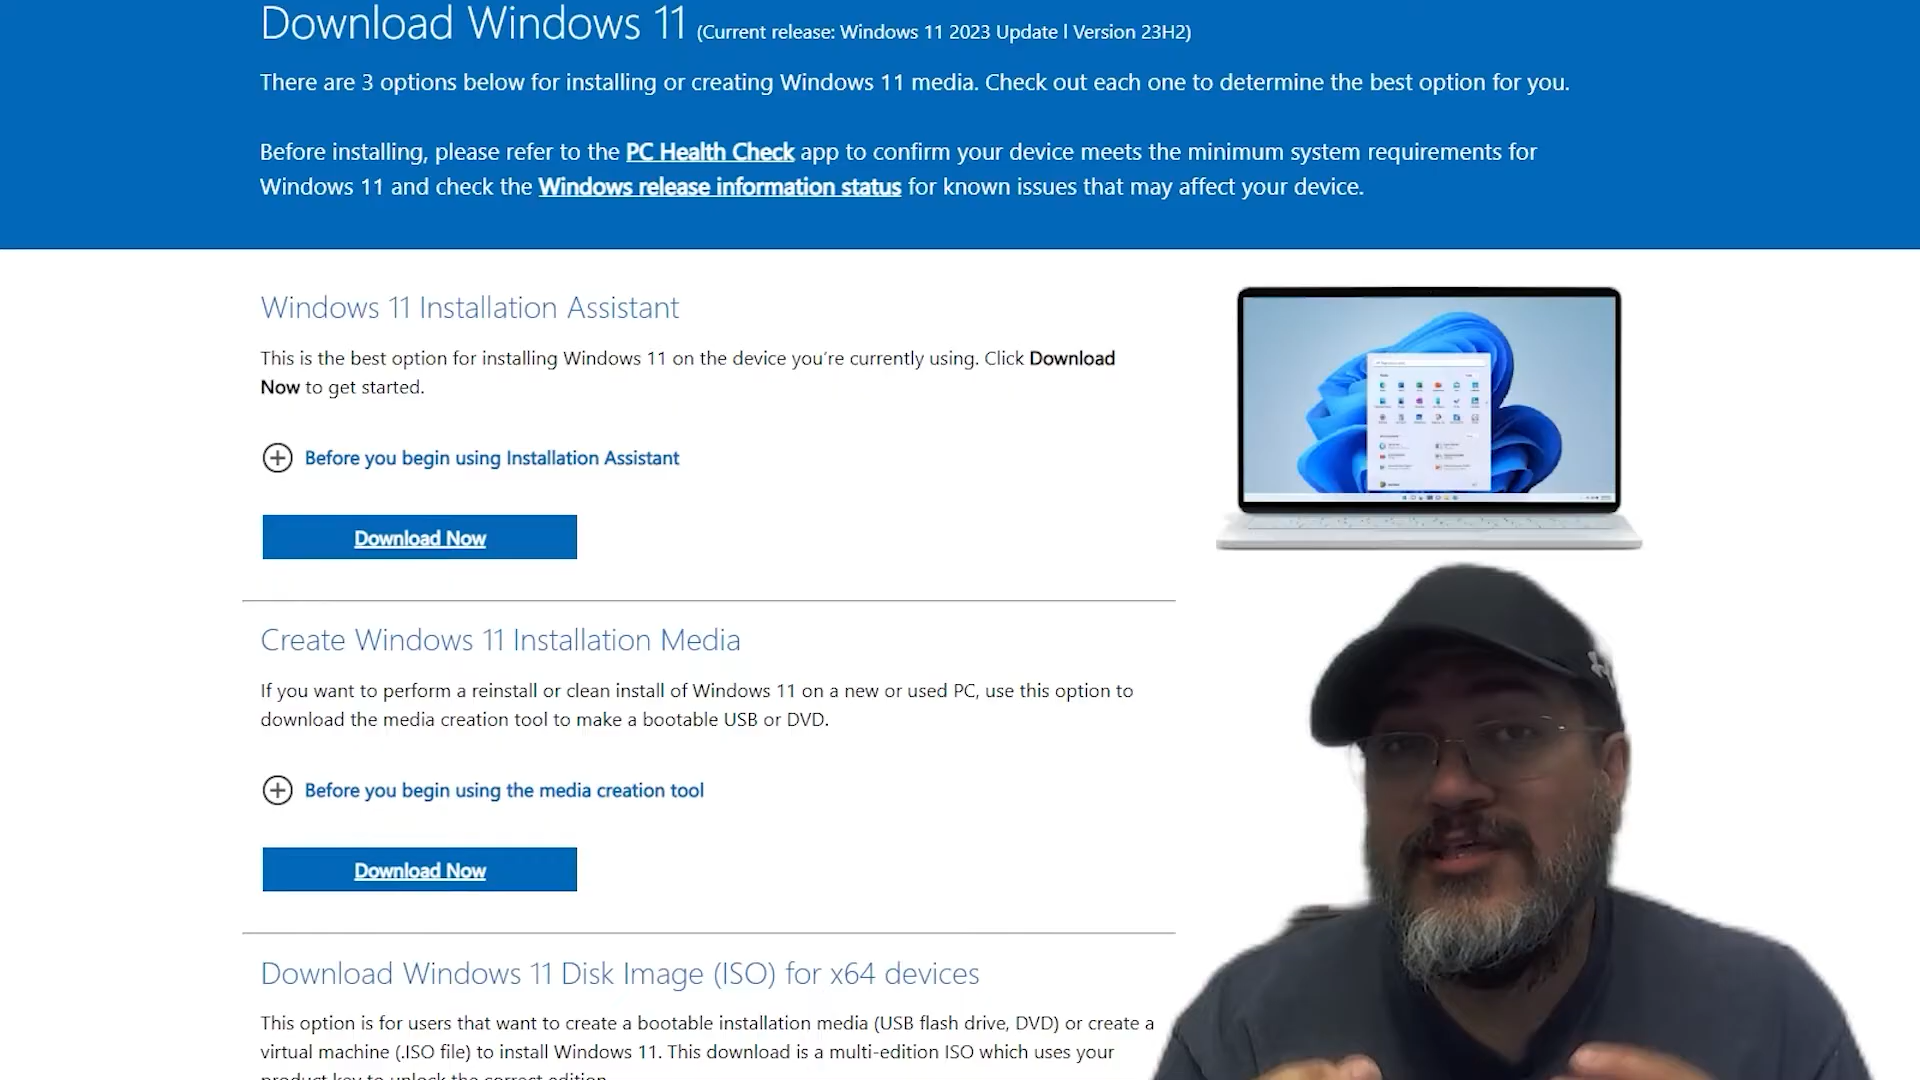 Download Windows 11 (Current release: Windows 11 2023 Update l Version 23H2)
There are 3 options below for installing or creating Windows 11 media. Check out each one to determine the best option for you.
Before installing, please refer to the PC Health Check app to confirm your device meets the minimum system requirements for
Windows 11 and check the Windows release information status for known issues that may affect your device.
Windows 11 Installation Assistant
This is the best option for installing Windows 11 on the device you're currently using. Click Download
Now to get started.
Before you begin using Installation Assistant
Download Now
Create Windows 11 Installation Media
If you want to perform a reinstall or clean install of Windows 11 on a new or used PC, use this option to
download the media creation tool to make a bootable USB or DVD.
Before you begin using the media creation tool
Download Now
Download Windows 11 Disk Image (ISO) for x64 devices
This option is for users that want to create a bootable installation media (USB flash drive, DVD) or create a
virtual machine (.ISO file) to install Windows 11. This download is a multi-edition ISO which uses your
product key to unlock the correct edition.